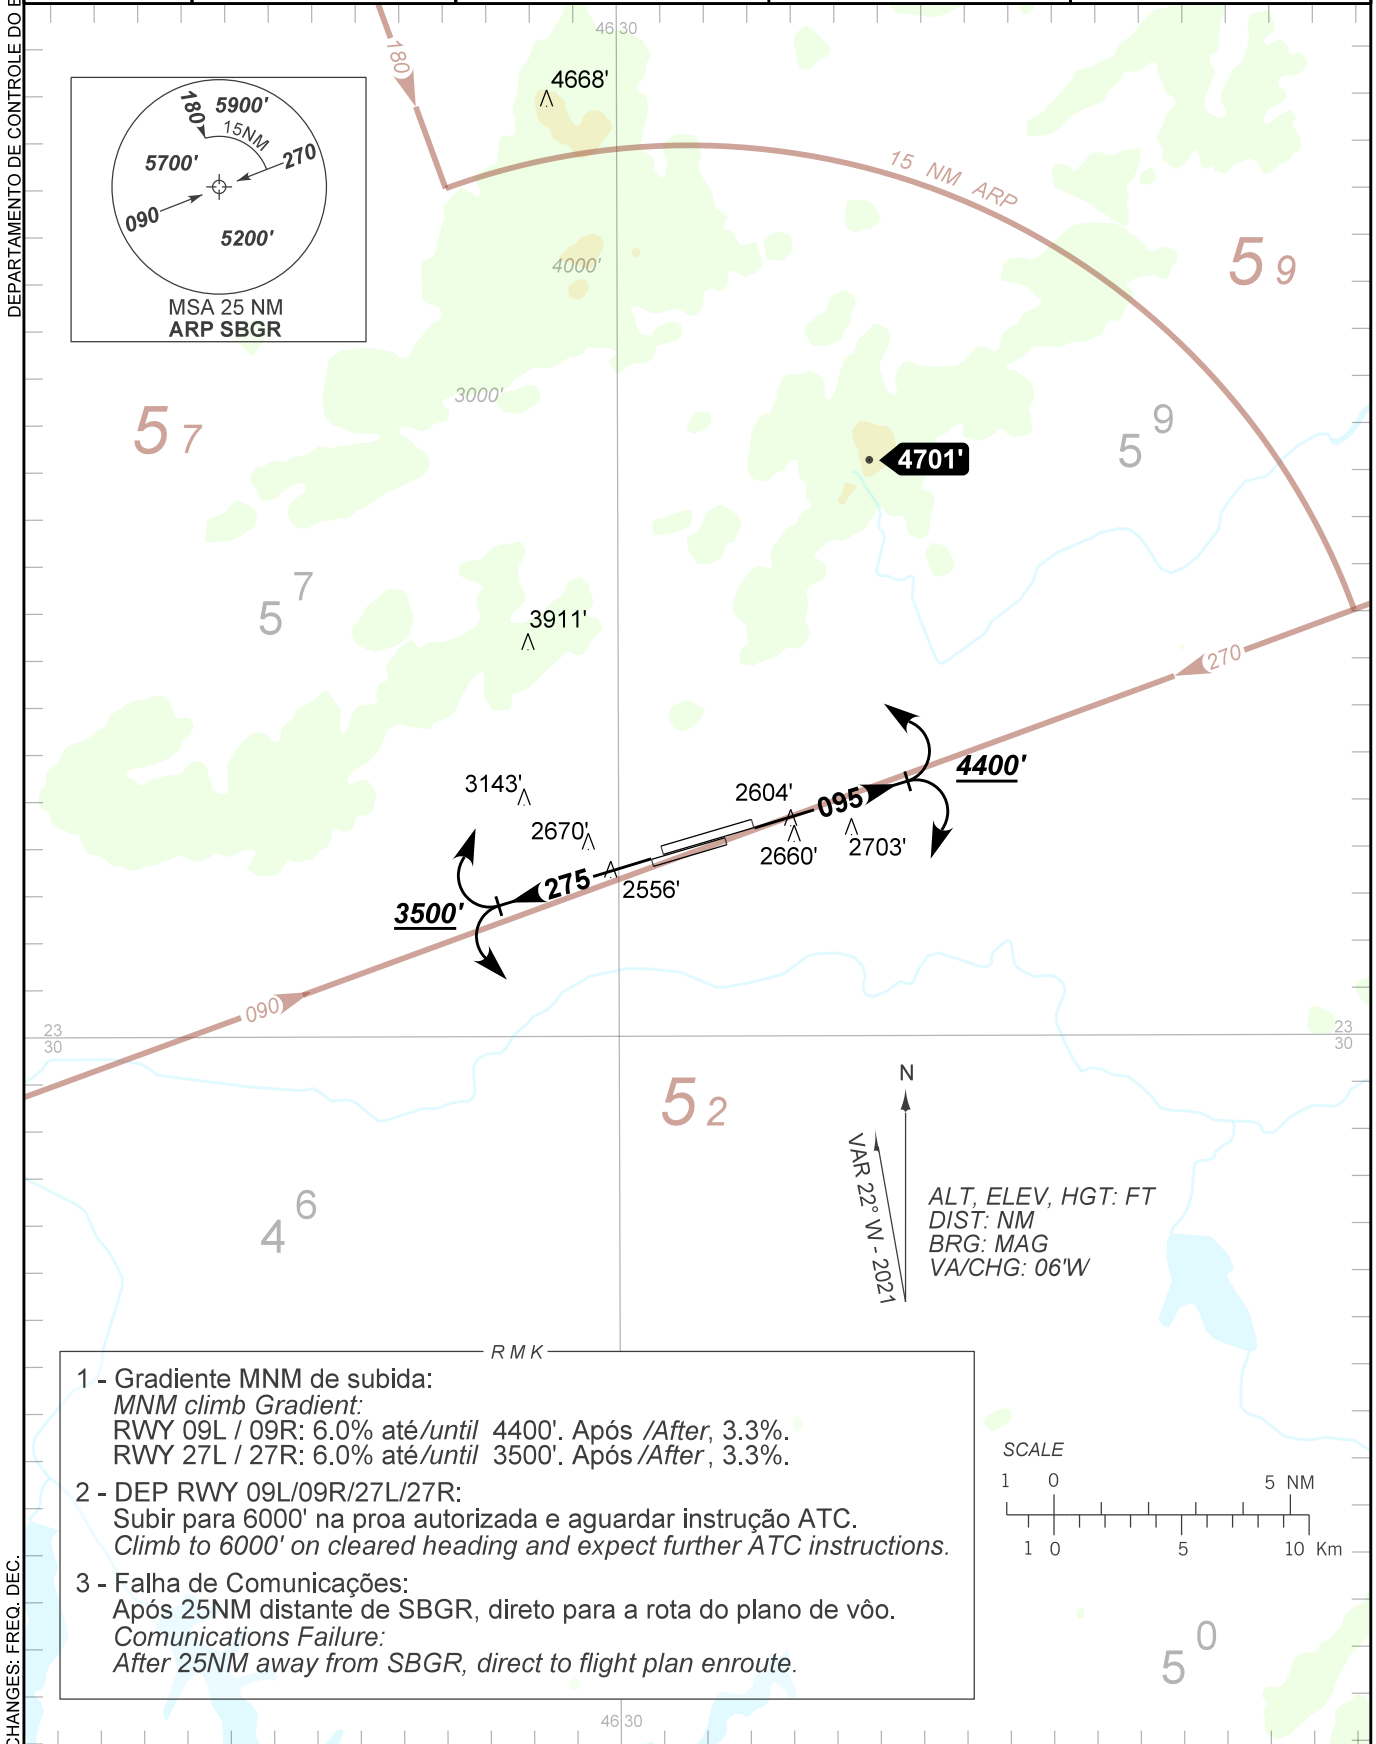 DEPARTAMENTO DE CONTROLE DO E
46 30
180
4668'
180
5900'
15NM
5700'
270
090
5200'
MSA 25 NM
ARP SBGR
15 NM ARP
5 9
4000'
3000'
5 7
5 9
4701'
5 7
3911'
270
4400'
3143'
2604'
095
2670'
2660'
2703'
275
2556'
3500'
090
23
30
23
30
5 2
N
VAR 22° W - 2021
ALT, ELEV, HGT: FT
DIST: NM
BRG: MAG
VA/CHG: 06'W
4 6
RMK
1 - Gradiente MNM de subida:
MNM climb Gradient:
RWY 09L / 09R: 6.0% até/until 4400'. Após /After, 3.3%.
RWY 27L / 27R: 6.0% até/until 3500'. Após /After, 3.3%.
2 - DEP RWY 09L/09R/27L/27R:
Subir para 6000' na proa autorizada e aguardar instrução ATC.
Climb to 6000' on cleared heading and expect further ATC instructions.
3 - Falha de Comunicações:
Após 25NM distante de SBGR, direto para a rota do plano de vôo.
Comunications Failure:
After 25NM away from SBGR, direct to flight plan enroute.
SCALE
1 0 5 NM
1 0 5 10 Km
5 0
46 30
CHANGES: FREQ. DEC.